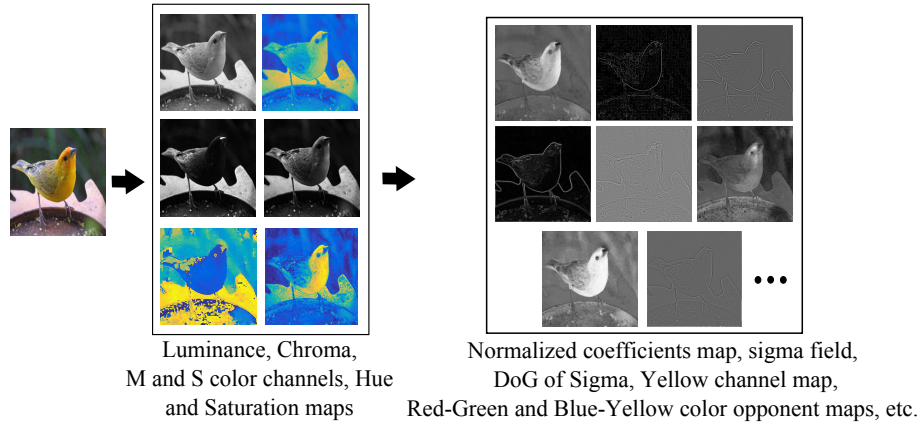 Luminance, Chroma,
M and S color channels, Hue
and Saturation maps
Normalized coefficients map, sigma field,
DoG of Sigma, Yellow channel map,
Red-Green and Blue-Yellow color opponent maps, etc.